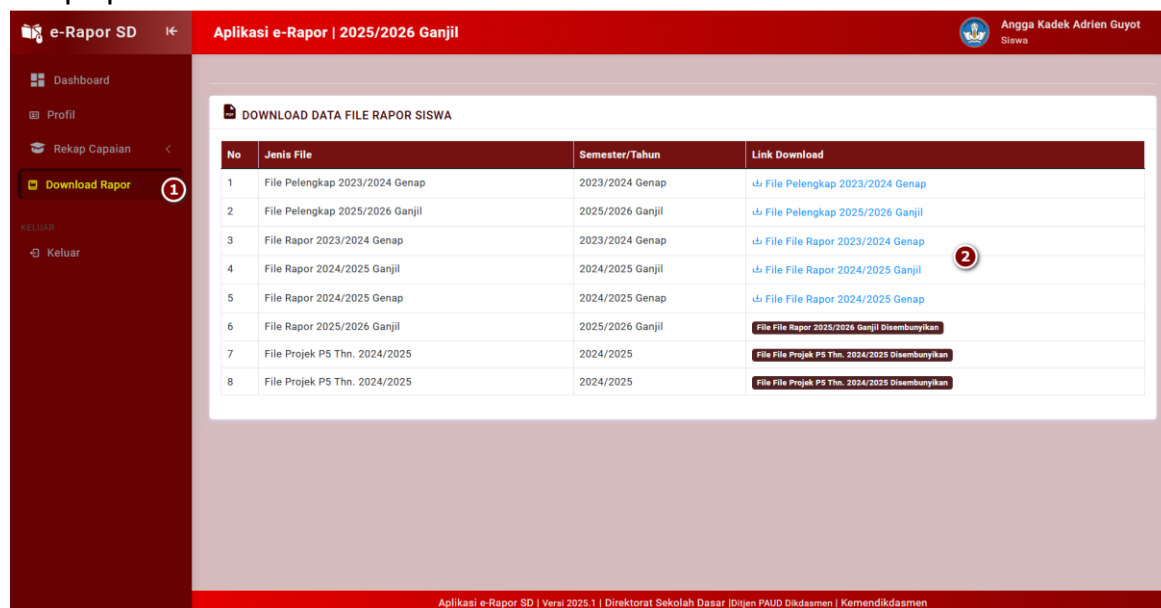 e-Rapor SD
Aplikasi e-Rapor | 2025/2026 Ganjil
Angga Kadek Adrien Guyot
Siswa
Dashboard
Profil
Rekap Capaian
Download Rapor
1
KELUAR
Keluar
DOWNLOAD DATA FILE RAPOR SISWA
No Jenis File Semester/Tahun Link Download
1 File Pelengkap 2023/2024 Genap 2023/2024 Genap File Pelengkap 2023/2024 Genap
2 File Pelengkap 2025/2026 Ganjil 2025/2026 Ganjil File Pelengkap 2025/2026 Ganjil
3 File Rapor 2023/2024 Genap 2023/2024 Genap File File Rapor 2023/2024 Genap
2
4 File Rapor 2024/2025 Ganjil 2024/2025 Ganjil File File Rapor 2024/2025 Ganjil
5 File Rapor 2024/2025 Genap 2024/2025 Genap File File Rapor 2024/2025 Genap
6 File Rapor 2025/2026 Ganjil 2025/2026 Ganjil File File Rapor 2025/2026 Ganjil Disembunyikan
7 File Projek P5 Thn. 2024/2025 2024/2025 File File Projek P5 Thn. 2024/2025 Disembunyikan
8 File Projek P5 Thn. 2024/2025 2024/2025 File File Projek P5 Thn. 2024/2025 Disembunyikan
Aplikasi e-Rapor SD | Versi 2025.1 | Direktorat Sekolah Dasar |Ditjen PAUD Dikdasmen | Kemendikdasmen